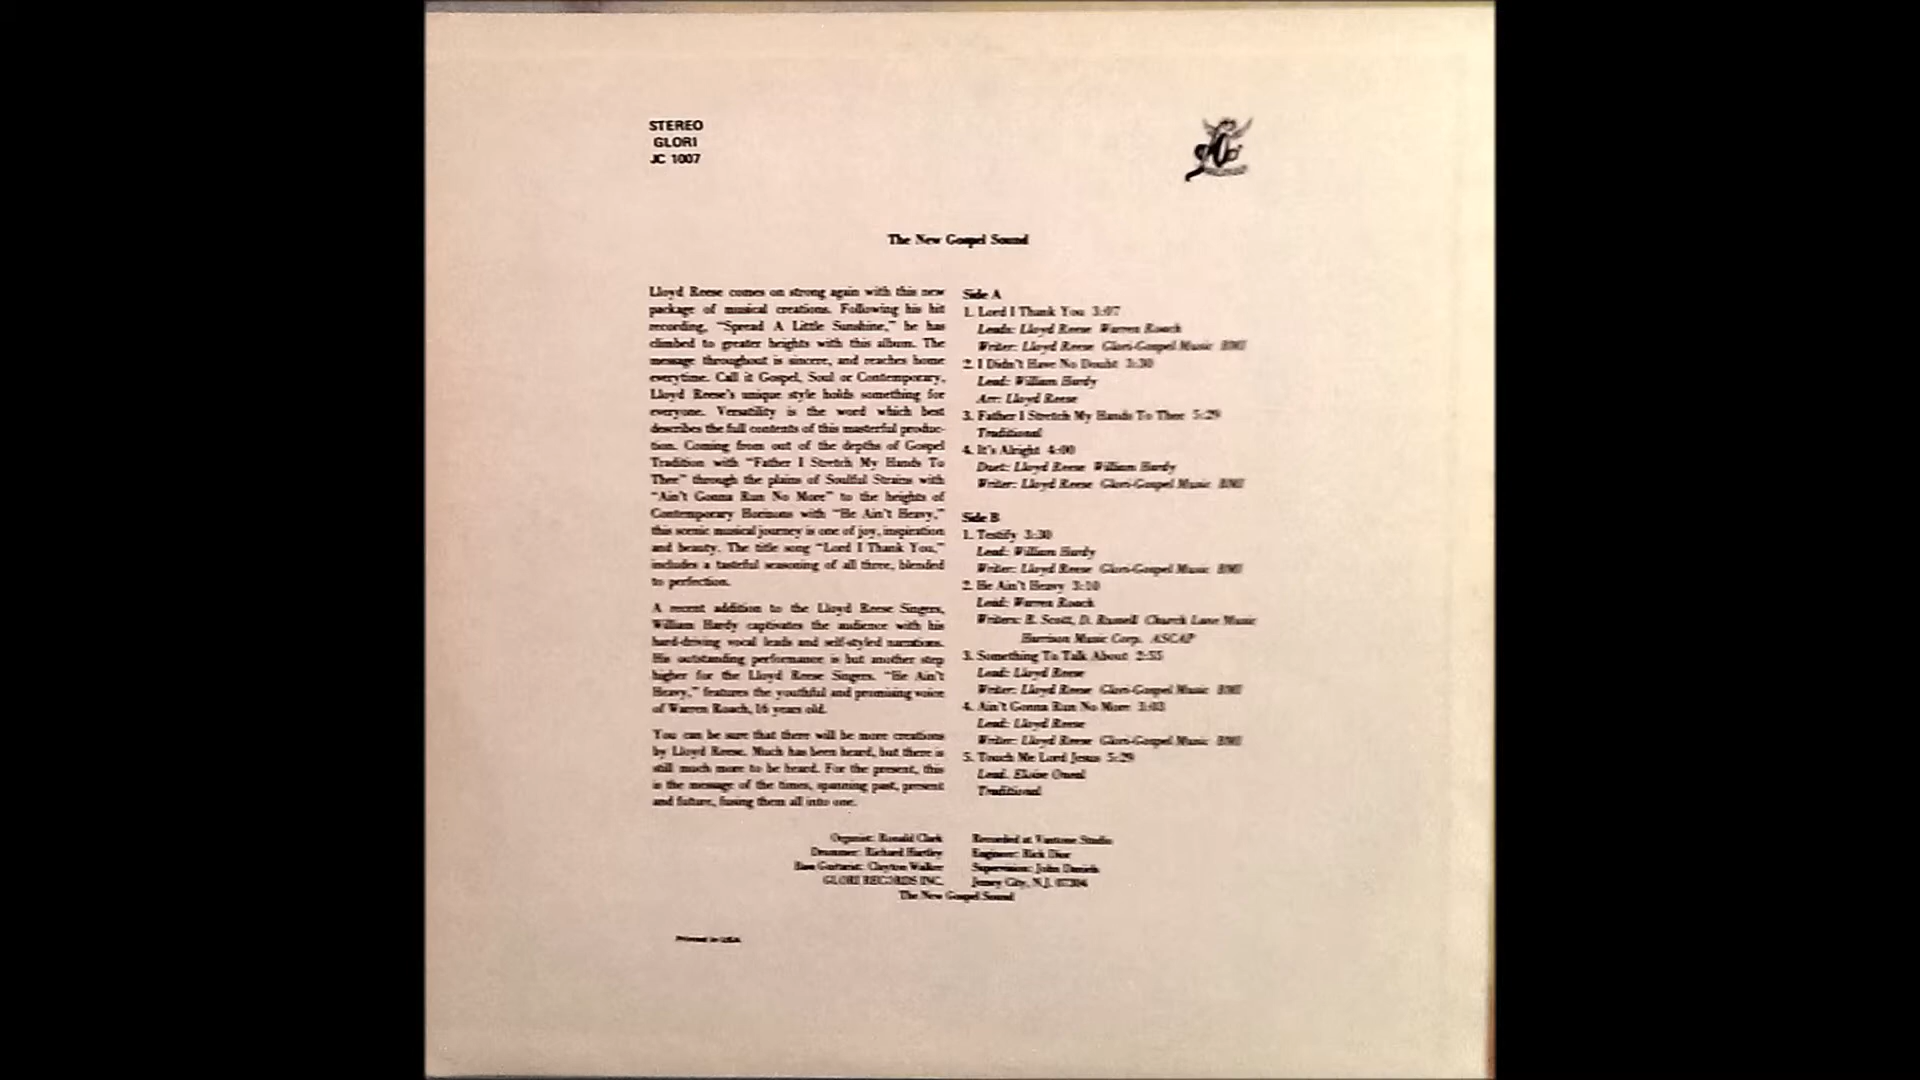 STEREO
GLORI
JC 1007
The New Gospel Sound
Lloyd Reese comes on strong again with this new
package of musical creations. Following his hit
recording, "Spread A Little Sunshine," he has
climbed to greater heights with this album. The
message throughout is sincere, and reaches home
everytime. Call it Gospel, Soul or Contemporary,
Lloyd Reese's unique style holds something for
everyone. Versatility is the word which best
describes the full contents of this masterful produc-
tion. Coming from out of the depths of Gospel
Tradition with "Father I Stretch My Hands To
Thee" through the plains of Soulful Strains with
"Ain't Gonna Run No More" to the heights of
Contemporary Horizons with "He Ain't Heavy,"
this scenic musical journey is one of joy, inspiration
and beauty. The title song "Lord I Thank You,"
includes a tasteful seasoning of all three, blended
to perfection.
A recent addition to the Lloyd Reese Singers,
William Hardy captivates the audience with his
hard-driving vocal leads and self-styled narrations.
His outstanding performance is but another step
higher for the Lloyd Reese Singers. "He Ain't
Heavy," features the youthful and promising voice
of Warren Roach, 16 years old.
You can be sure that there will be more creations
by Lloyd Reese. Much has been heard, but there is
still much more to be heard. For the present, this
is the message of the times, spanning past, present
and future, fusing them all into one.
Side A
1. Lord I Thank You 3:07
Leads: Lloyd Reese Warren Roach
Writer: Lloyd Reese Glori-Gospel Music BMI
2. I Didn't Have No Doubt 3:30
Lead: William Hardy
Arr: Lloyd Reese
3. Father I Stretch My Hands To Thee 5:29
Traditional
4. It's Alright 4:00
Duet: Lloyd Reese William Hardy
Writer: Lloyd Reese Glori-Gospel Music BMI
Side B
1. Testify 3:30
Lead: William Hardy
Writer: Lloyd Reese Glori-Gospel Music BMI
2. He Ain't Heavy 3:10
Lead: Warren Roach
Writers: B. Scott, D. Russell Church Lane Music
Harrison Music Corp. ASCAP
3. Something To Talk About 2:55
Lead: Lloyd Reese
Writer: Lloyd Reese Glori-Gospel Music BMI
4. Ain't Gonna Run No More 3:03
Lead: Lloyd Reese
Writer: Lloyd Reese Glori-Gospel Music BMI
5. Touch Me Lord Jesus 5:29
Lead. Eloise Oneal
Traditional
Organist: Ronald Clark
Drummer: Richard Hartley
Bass Guitarist: Clayton Walker
GLORI RECORDS INC.
Recorded at Vantone Studio
Engineer: Rick Dior
Supervision: John Daniels
Jersey City, N.J. 07304
The New Gospel Sound
Printed in USA